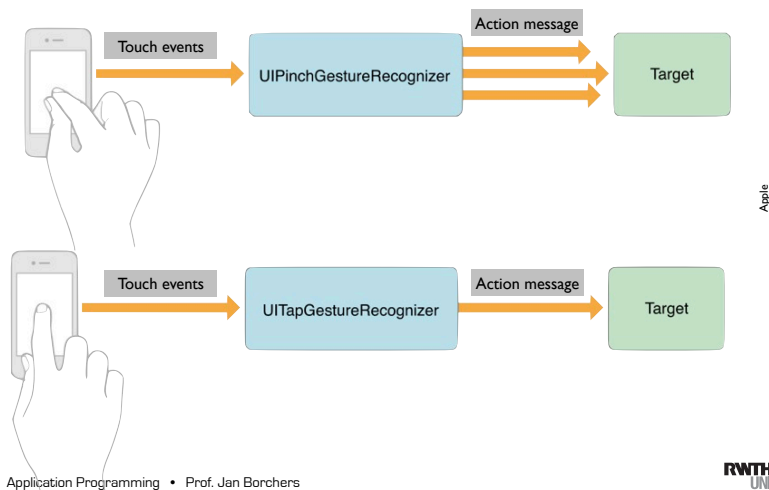 Action message
Touch events
UIPinchGestureRecognizer
Target
Apple
Touch events
Action message
UITapGestureRecognizer
Target
Application Programming • Prof. Jan Borchers
RWTH
UNI